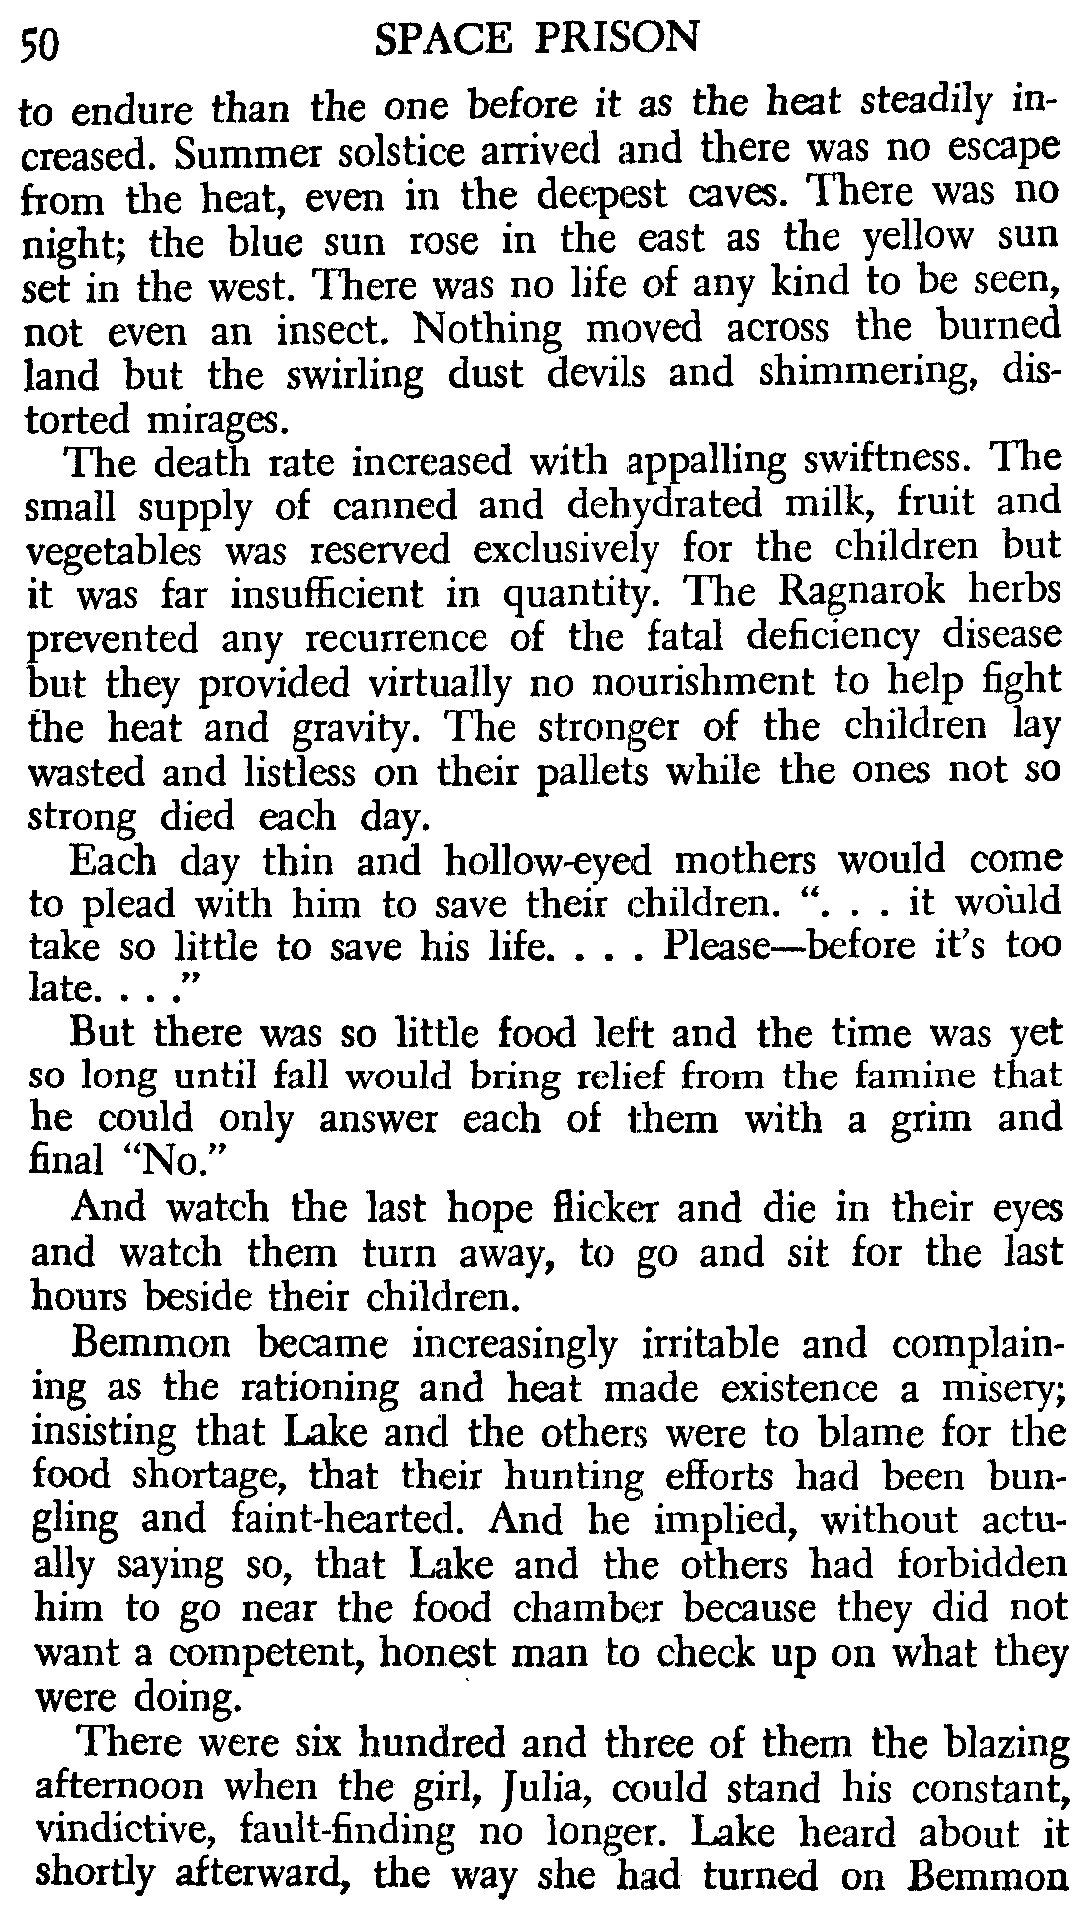 50 SPACE PRISON
to endure than the one before it as the heat steadily in-
creased. Summer solstice arrived and there was no escape
from the heat, even in the deepest caves. There was no
night; the blue sun rose in the east as the yellow sun
set in the west. There was no life of any kind to be seen,
not even an insect. Nothing moved across the burned
land but the swirling dust devils and shimmering, dis-
torted mirages.
The death rate increased with appalling swiftness. The
small supply of canned and dehydrated milk, fruit and
vegetables was reserved exclusively for the children but
it was far insufficient in quantity. The Ragnarok herbs
prevented any recurrence of the fatal deficiency disease
but they provided virtually no nourishment to help fight
the heat and gravity. The stronger of the children lay
wasted and listless on their pallets while the ones not so
strong died each day.
Each day thin and hollow-eyed mothers would come
to plead with him to save their children. “. . . it would
take so little to save his life. . . . Please—before it’s too
late. . . .”
But there was so little food left and the time was yet
so long until fall would bring relief from the famine that
he could only answer each of them with a grim and
final “No.”
And watch the last hope flicker and die in their eyes
and watch them turn away, to go and sit for the last
hours beside their children.
Bemmon became increasingly irritable and complain-
ing as the rationing and heat made existence a misery;
insisting that Lake and the others were to blame for the
food shortage, that their hunting efforts had been bun-
gling and faint-hearted. And he implied, without actu-
ally saying so, that Lake and the others had forbidden
him to go near the food chamber because they did not
want a competent, honest man to check up on what they
were doing.
There were six hundred and three of them the blazing
afternoon when the girl, Julia, could stand his constant,
vindictive, fault-finding no longer. Lake heard about it
shortly afterward, the way she had turned on Bemmon